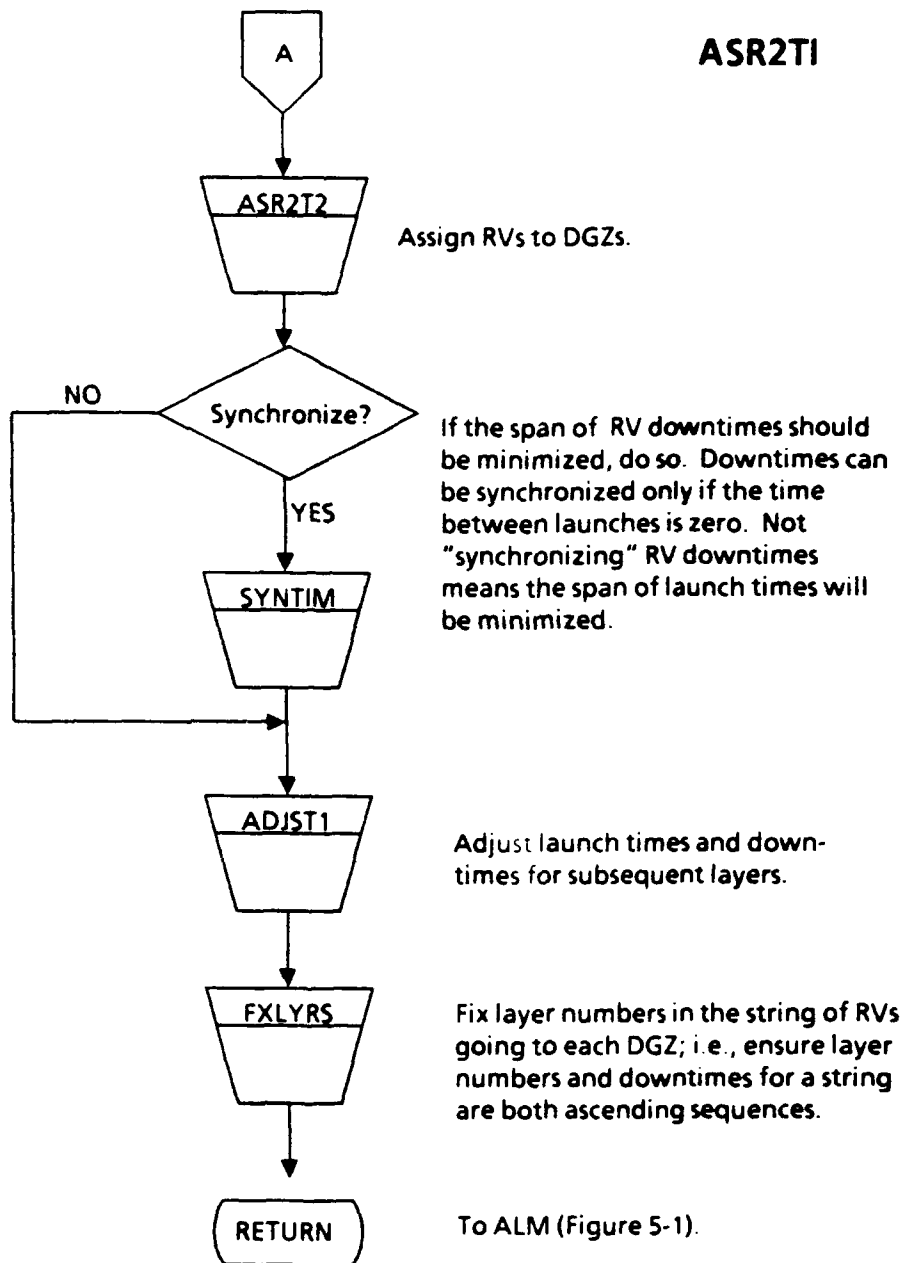 ASR2TI
A
ASR2T2
Assign RVs to DGZs.
NO
Synchronize?
If the span of RV downtimes should
be minimized, do so. Downtimes can
be synchronized only if the time
between launches is zero. Not
"synchronizing" RV downtimes
means the span of launch times will
be minimized.
YES
SYNTIM
ADJST1
Adjust launch times and down-
times for subsequent layers.
FXLYRS
Fix layer numbers in the string of RVs
going to each DGZ; i.e., ensure layer
numbers and downtimes for a string
are both ascending sequences.
RETURN
To ALM (Figure 5-1).